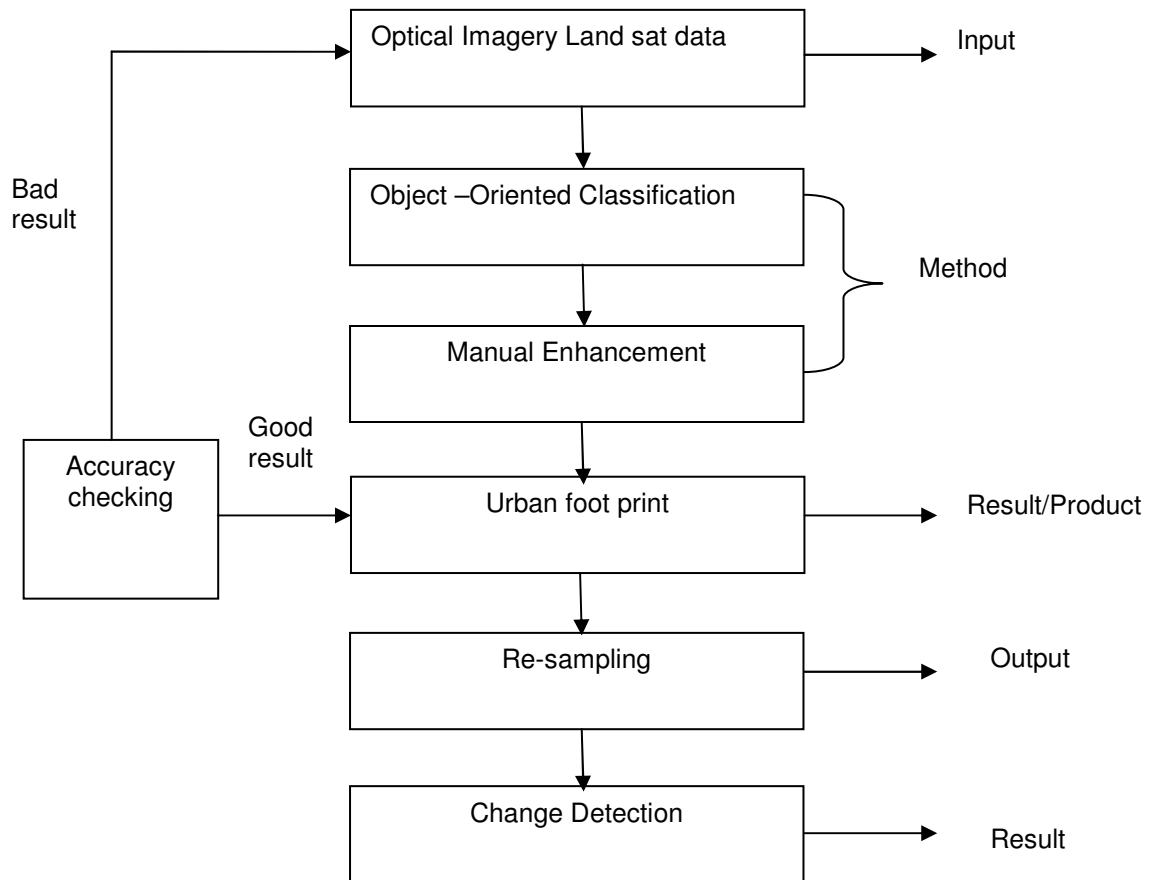 Optical Imagery Land sat data
Input
Bad
result
Object –Oriented Classification
Method
Manual Enhancement
Good
result
Accuracy
checking
Urban foot print
Result/Product
Re-sampling
Output
Change Detection
Result